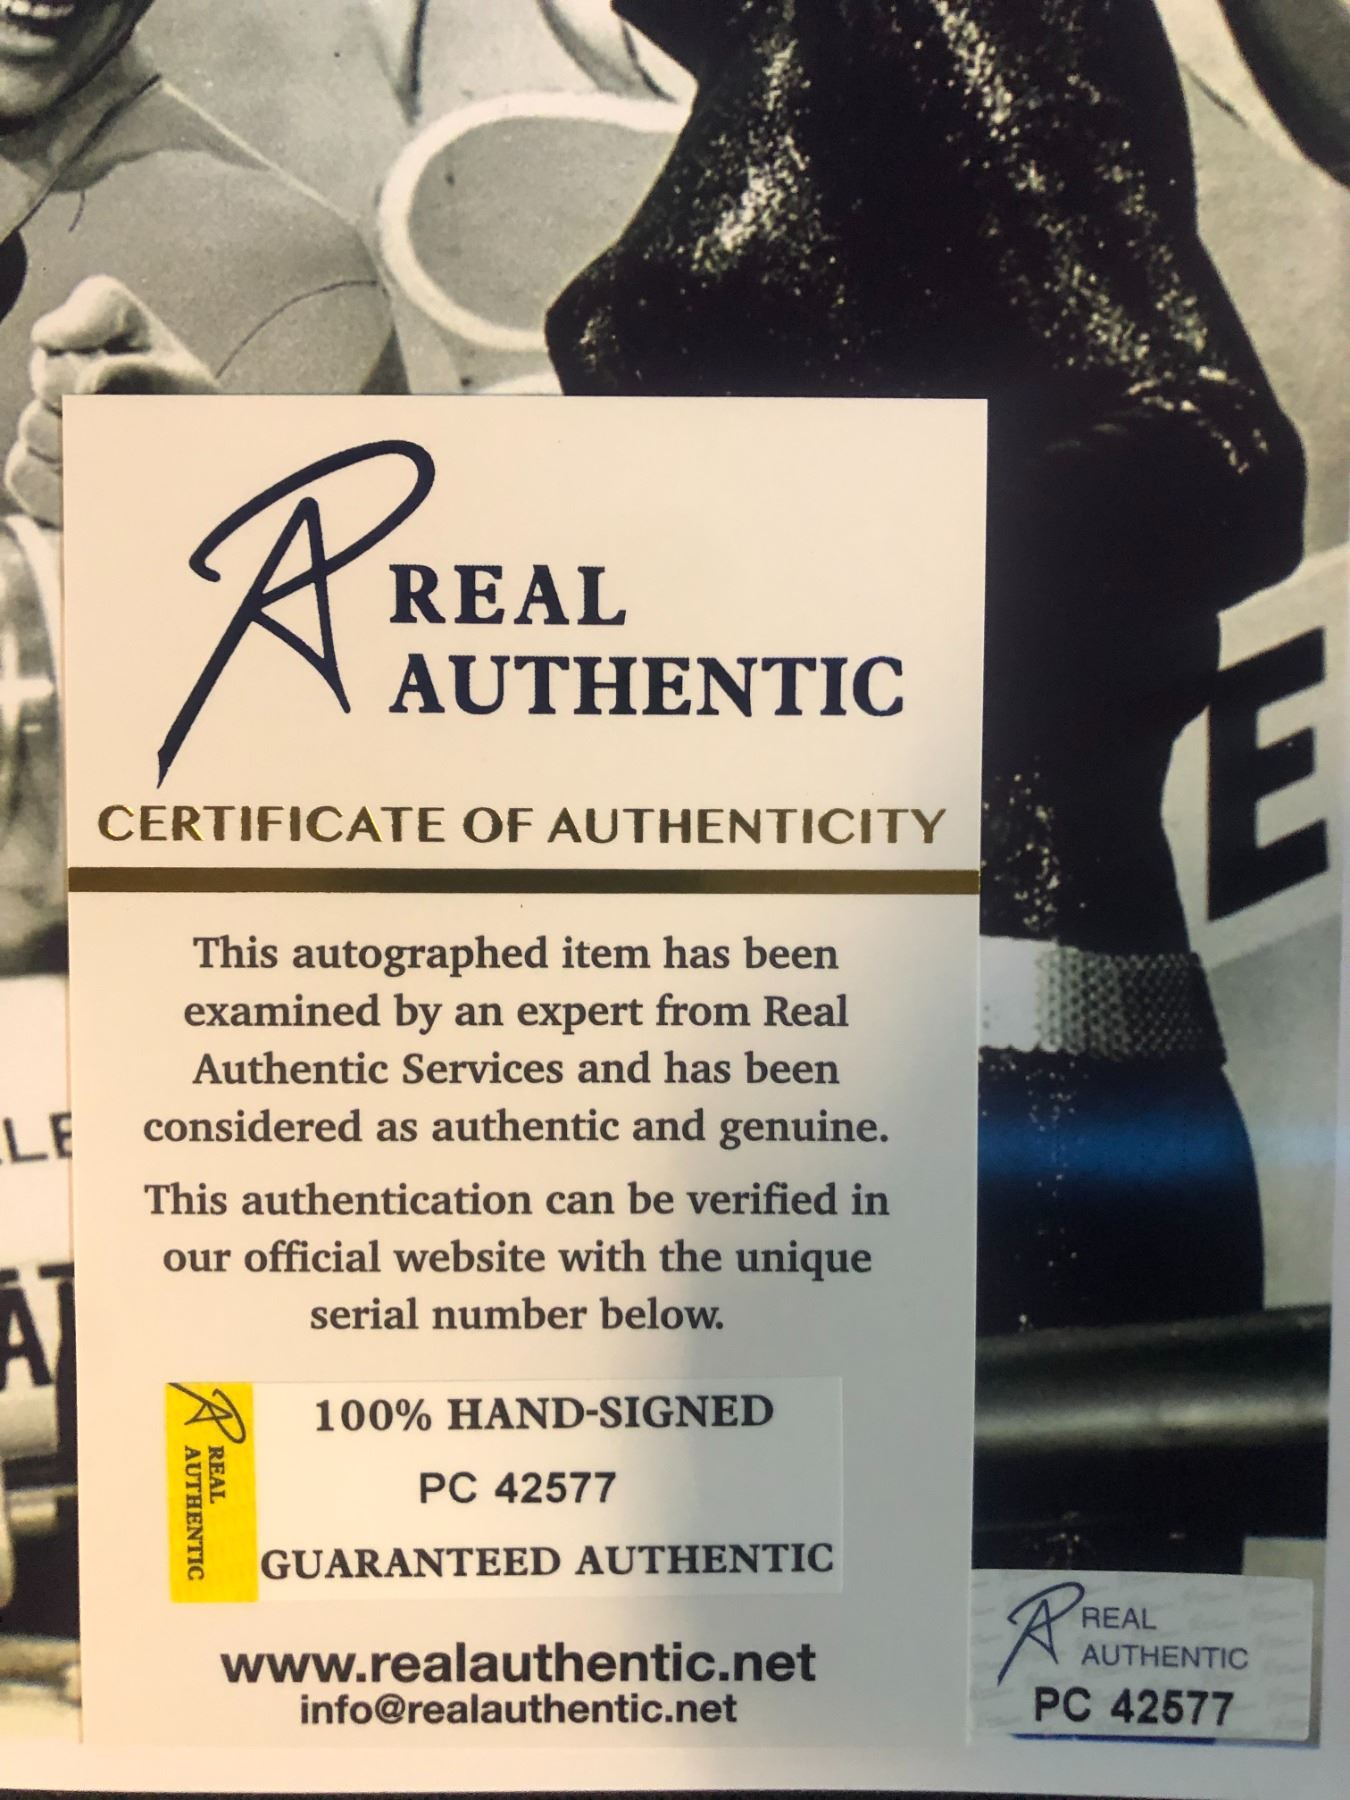 REAL
AUTHENTIC
CERTIFICATE OF AUTHENTICITY
This autographed item has been
examined by an expert from Real
Authentic Services and has been
considered as authentic and genuine.
This authentication can be verified in
our official website with the unique
serial number below.
REAL
AUTHENTIC
100% HAND-SIGNED
PC 42577
GUARANTEED AUTHENTIC
www.realauthentic.net
info@realauthentic.net
REAL
AUTHENTIC
PC 42577
E
LE